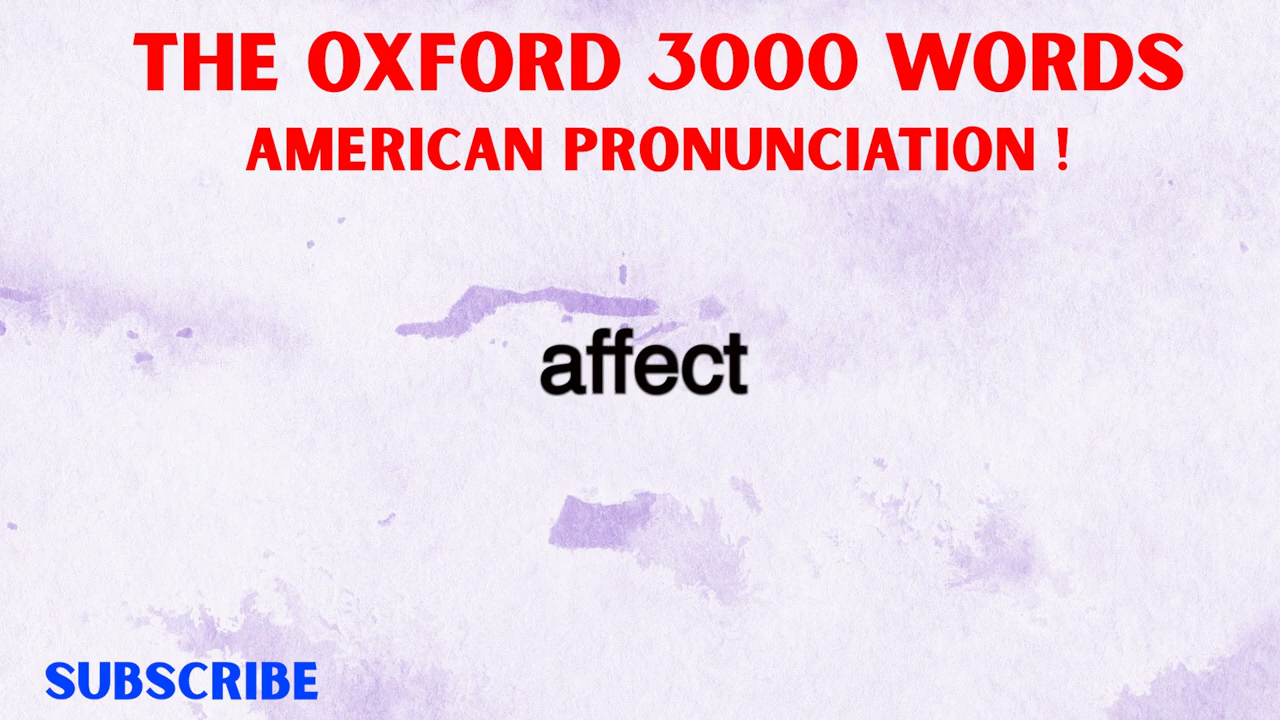 THE OXFORD 3000 WORDS
AMERICAN PRONUNCIATION !
affect
SUBSCRIBE